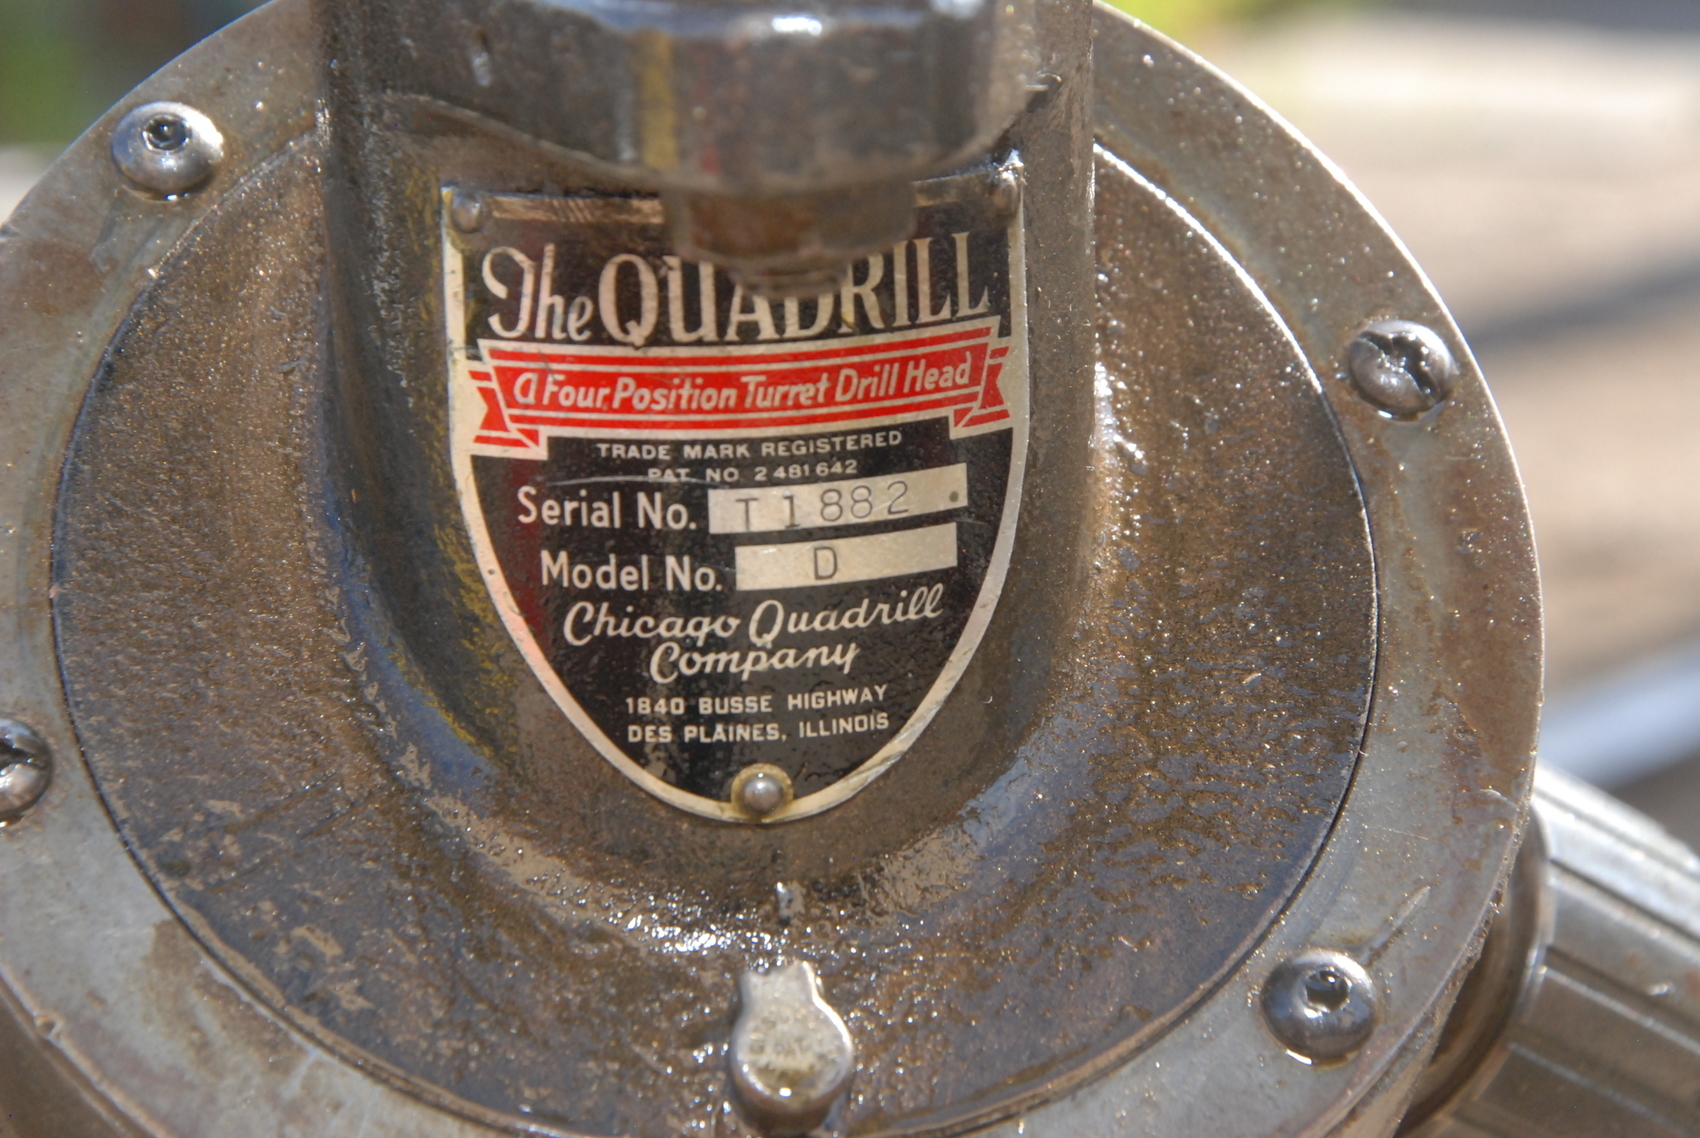 The QUADRILL
a Four Position Turret Drill Head
TRADE MARK REGISTERED
PAT. NO. 2481642
Serial No. T1882
Model No. D
Chicago Quadrill
Company
1840 BUSSE HIGHWAY
DES PLAINES, ILLINOIS